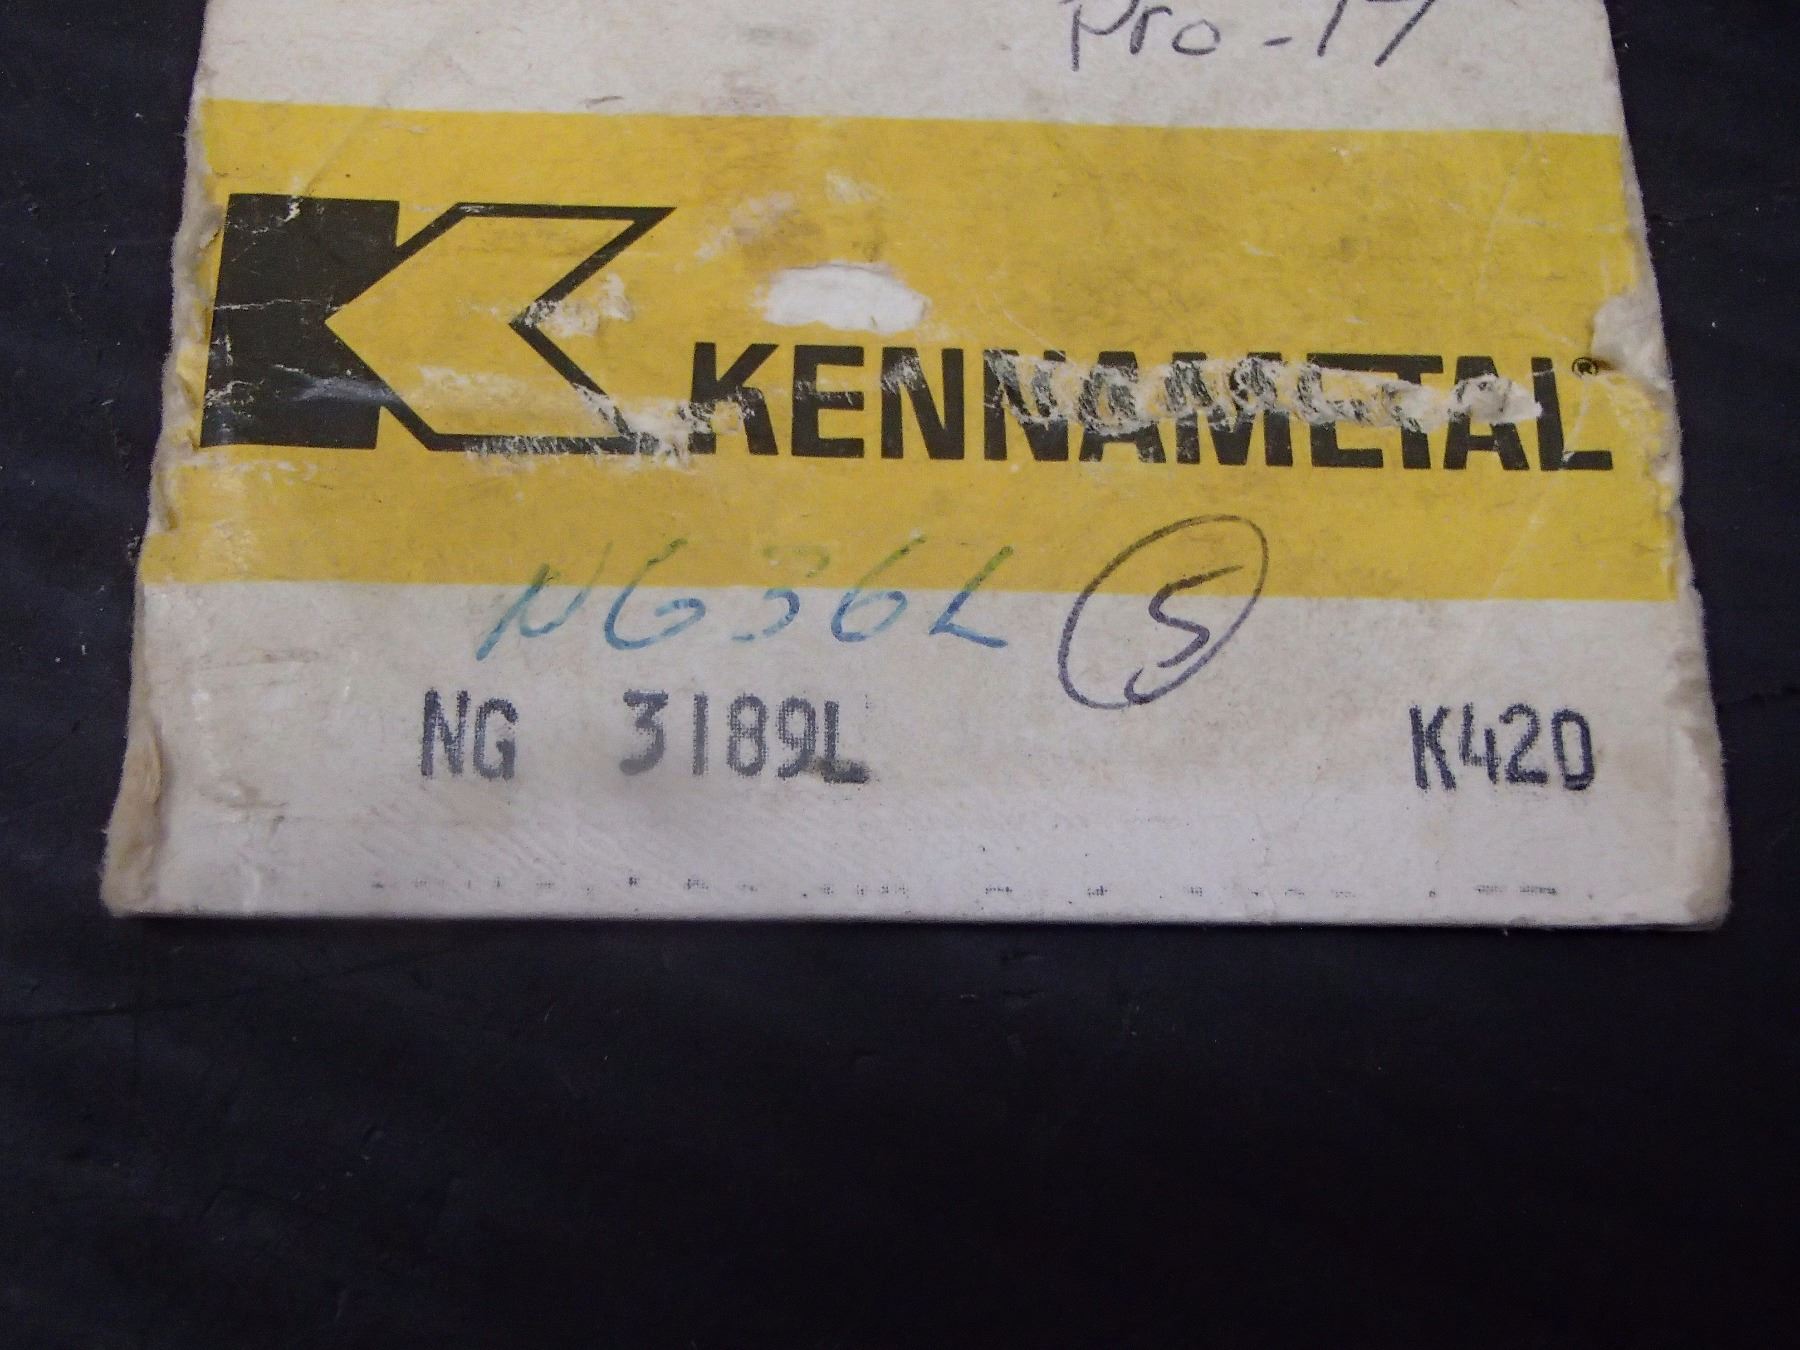 Pro-17
KENNAMETAL®
NG36L 5
NG 3189L K420